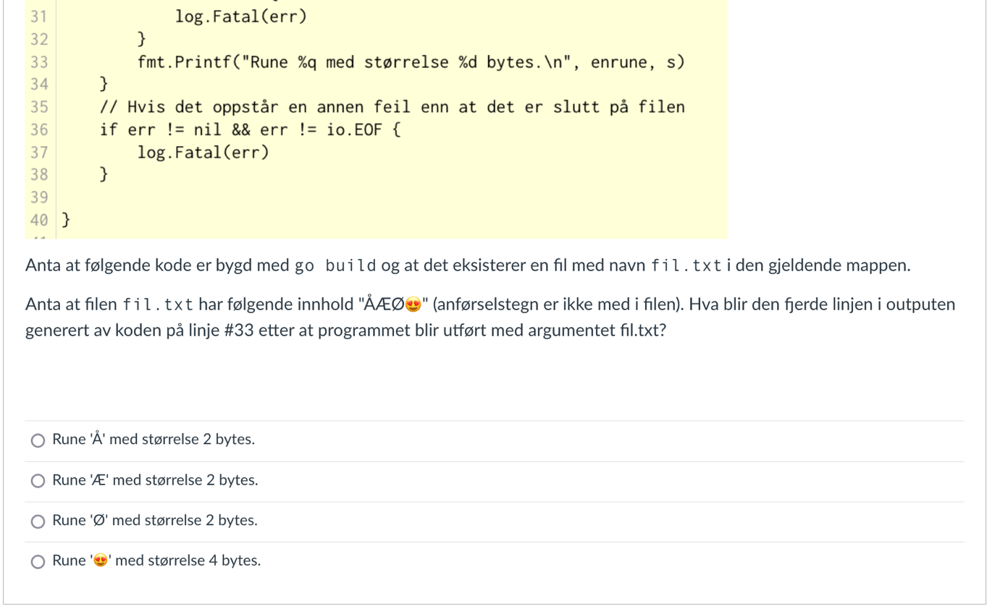 31 log.Fatal(err)
32 }
33 fmt.Printf("Rune %q med størrelse %d bytes.\n", enrune, s)
34 }
35 // Hvis det oppstår en annen feil enn at det er slutt på filen
36 if err != nil && err != io.EOF {
37 log.Fatal(err)
38 }
39
40 }
Anta at følgende kode er bygd med go build og at det eksisterer en fil med navn fil.txt i den gjeldende mappen.
Anta at filen fil.txt har følgende innhold "ÅÆØ😍" (anførselstegn er ikke med i filen). Hva blir den fjerde linjen i outputen
generert av koden på linje #33 etter at programmet blir utført med argumentet fil.txt?
Rune 'Å' med størrelse 2 bytes.
Rune 'Æ' med størrelse 2 bytes.
Rune 'Ø' med størrelse 2 bytes.
Rune '😍' med størrelse 4 bytes.